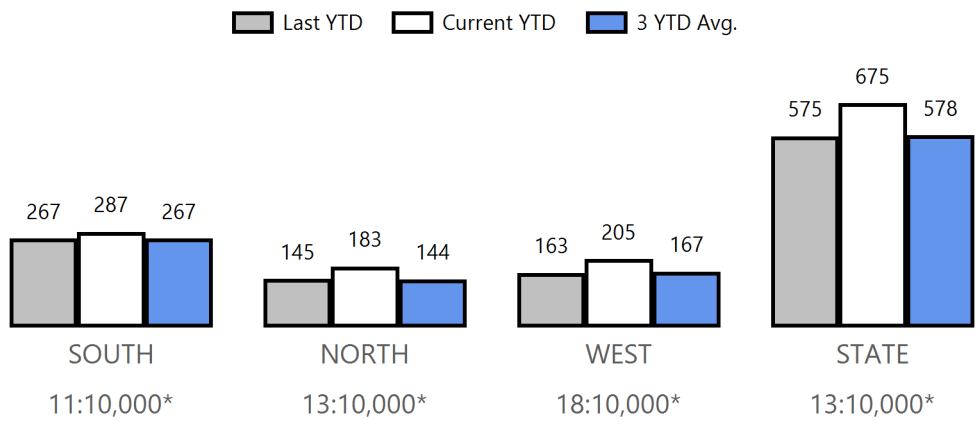 Last YTD Current YTD 3 YTD Avg.
675
575 578
267 287 267
145 183 144
163 205 167
SOUTH NORTH WEST STATE
11:10,000* 13:10,000* 18:10,000* 13:10,000*